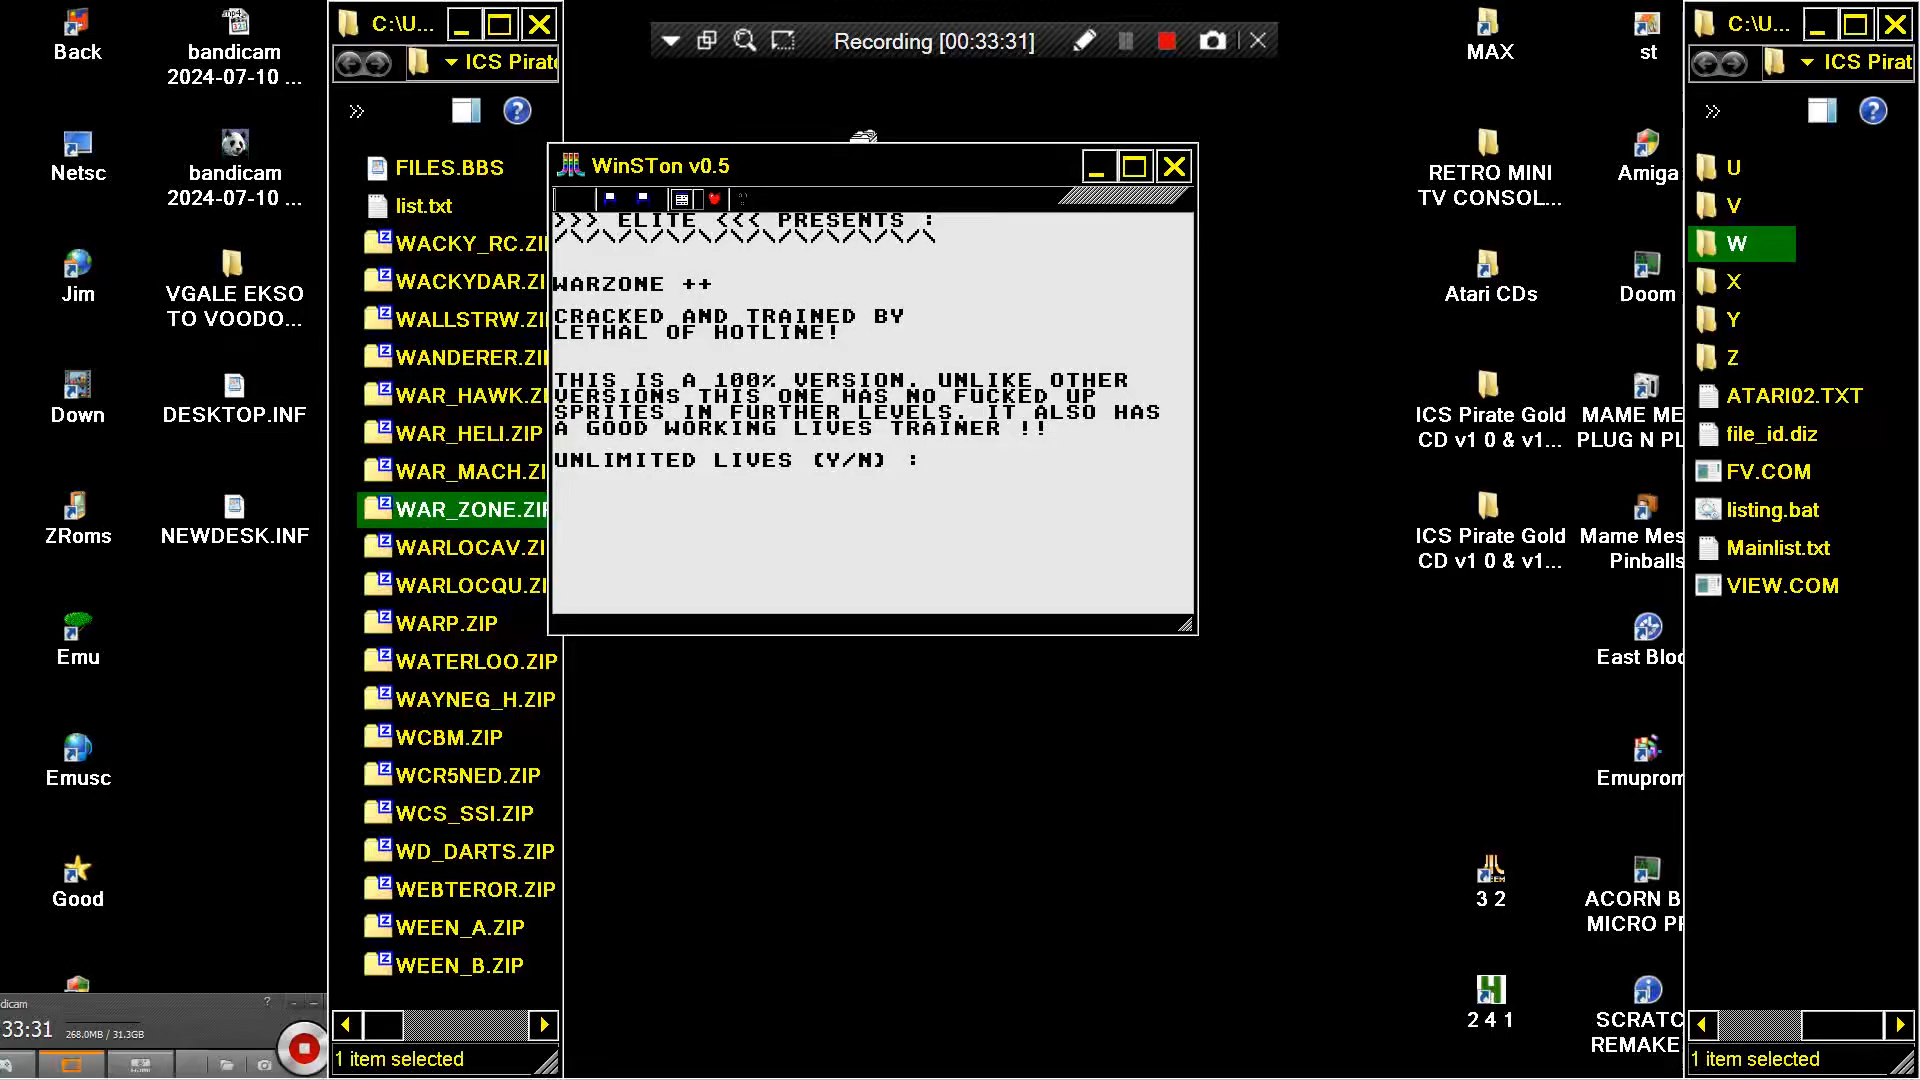 Back
bandicam
2024-07-10 ...
Netsc
bandicam
2024-07-10 ...
Jim
VGALE EKSO
TO VOODO...
Down
DESKTOP.INF
ZRoms
NEWDESK.INF
Emu
Emusc
Good
dicam
33:31
268.0MB / 31.3GB
C:\U...
ICS Pirate
FILES.BBS
list.txt
WACKY_RC.ZI
WACKYDAR.ZI
WALLSTRW.ZI
WANDERER.ZI
WAR_HAWK.ZI
WAR_HELI.ZIP
WAR_MACH.ZI
WAR_ZONE.ZIP
WARLOCAV.ZI
WARLOCQU.ZI
WARP.ZIP
WATERLOO.ZIP
WAYNEG_H.ZIP
WCBM.ZIP
WCR5NED.ZIP
WCS_SSI.ZIP
WD_DARTS.ZIP
WEBTEROR.ZIP
WEEN_A.ZIP
WEEN_B.ZIP
1 item selected
Recording [00:33:31]
WinSTon v0.5
>>> ELITE <<< PRESENTS :
/\/\/\/\/\/\/\/\/\/\/\/\
WARZONE ++
CRACKED AND TRAINED BY
LETHAL OF HOTLINE!
THIS IS A 100% VERSION. UNLIKE OTHER
VERSIONS THIS ONE HAS NO FUCKED UP
SPRITES IN FURTHER LEVELS. IT ALSO HAS
A GOOD WORKING LIVES TRAINER !!
UNLIMITED LIVES (Y/N) :
MAX
st
RETRO MINI
TV CONSOL...
Amiga
Atari CDs
Doom
ICS Pirate Gold
CD v1 0 & v1...
MAME ME
PLUG N PL
ICS Pirate Gold
CD v1 0 & v1...
Mame Mes
Pinballs
East Bloc
Emuprom
3 2
ACORN B
MICRO PR
2 4 1
SCRATC
REMAKE
C:\U...
ICS Pirat
U
V
W
X
Y
Z
ATARI02.TXT
file_id.diz
FV.COM
listing.bat
Mainlist.txt
VIEW.COM
1 item selected